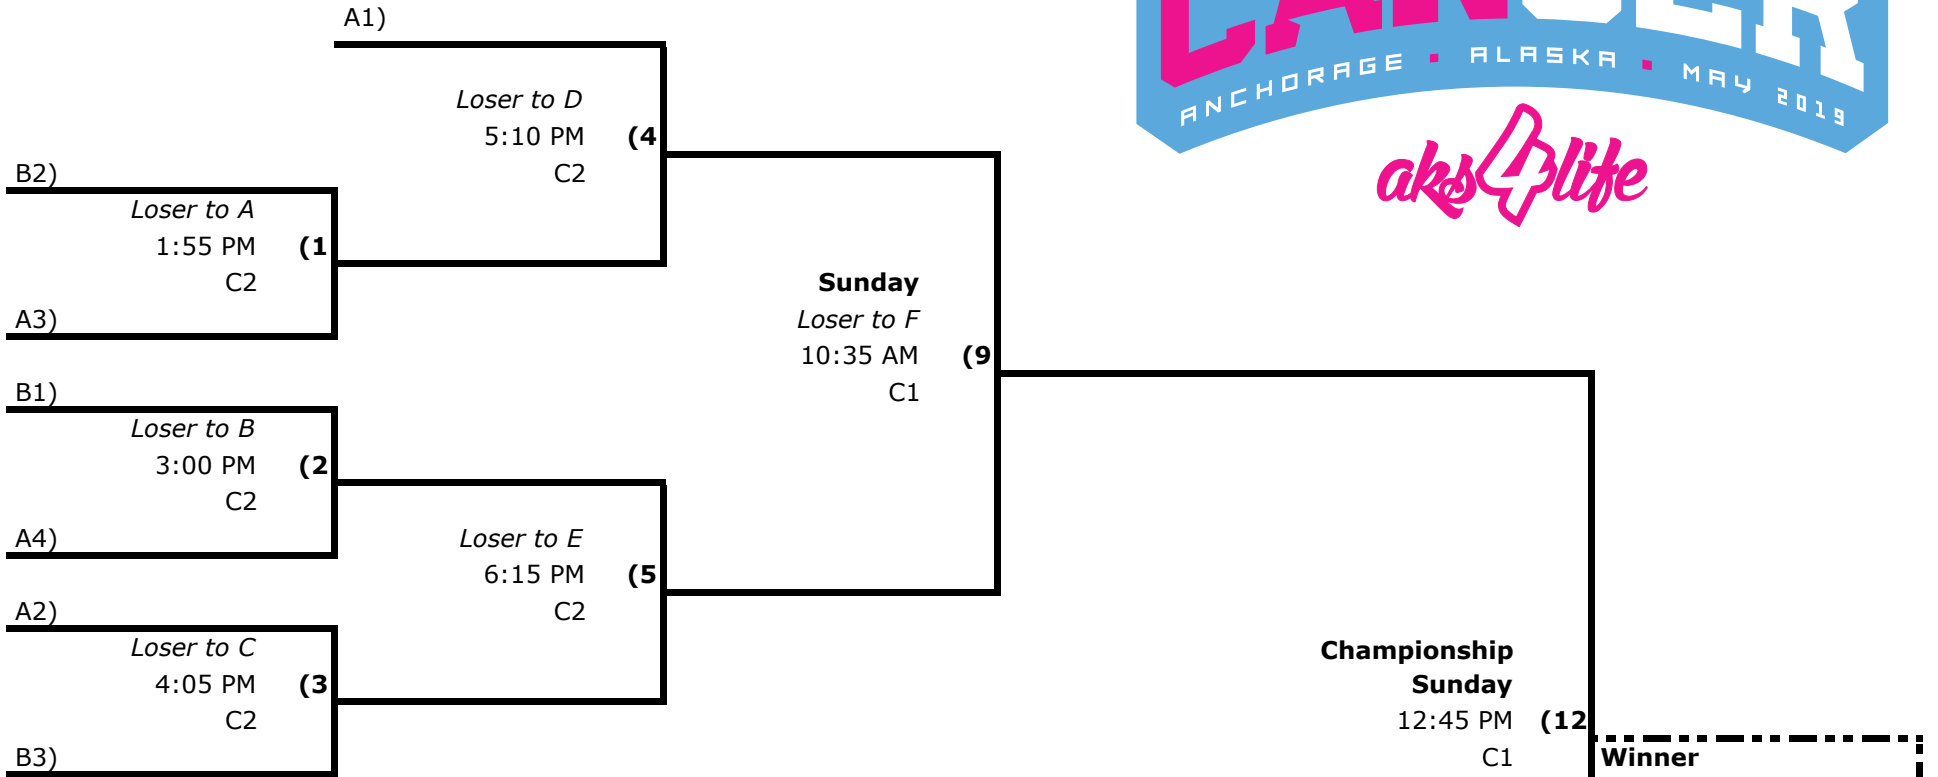 A1)
Loser to D
5:10 PM (4
C2
B2)
Loser to A
1:55 PM (1
C2
A3)
Sunday
Loser to F
10:35 AM (9
C1
B1)
Loser to B
3:00 PM (2
C2
A4)
Loser to E
6:15 PM (5
C2
A2)
Loser to C
4:05 PM (3
C2
B3)
Championship
Sunday
12:45 PM (12
C1
Winner
CANCER
ANCHORAGE · ALASKA · MAY 2019
aks4life